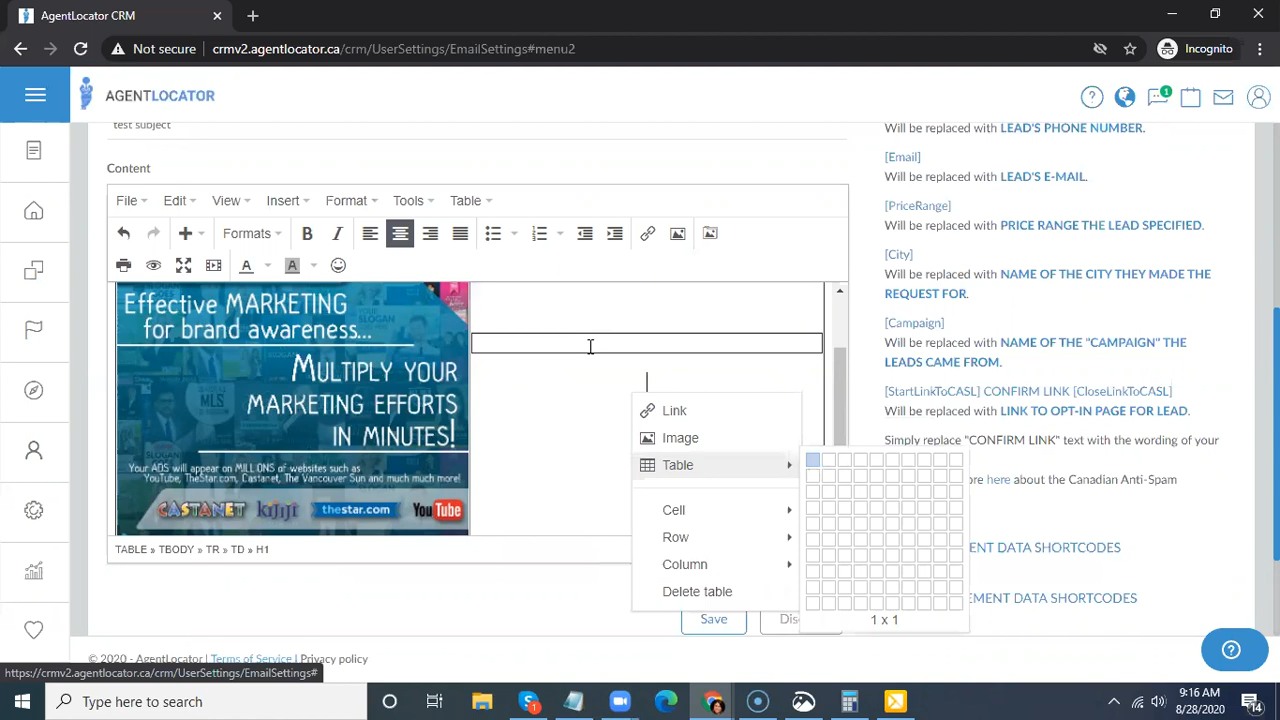 AgentLocator CRM
Not secure
crmv2.agentlocator.ca/crm/UserSettings/EmailSettings#menu2
Incognito
AGENTLOCATOR
1
test subject
Content
File
Edit
View
Insert
Format
Tools
Table
Formats
B
I
A
A
Effective MARKETING
for brand awareness...
MULTIPLY YOUR
MARKETING EFFORTS
IN MINUTES!
Your ADS will appear on MILLIONS of websites such as
YouTube, TheStar.com, Castanet, The Vancouver Sun and much much more!
CASTANET
kijiji
thestar.com
YouTube
TABLE » TBODY » TR » TD » H1
Link
Image
Table
Cell
Row
Column
Delete table
1 x 1
Save
Dis
Will be replaced with LEAD'S PHONE NUMBER.
[Email]
Will be replaced with LEAD'S E-MAIL.
[PriceRange]
Will be replaced with PRICE RANGE THE LEAD SPECIFIED.
[City]
Will be replaced with NAME OF THE CITY THEY MADE THE
REQUEST FOR.
[Campaign]
Will be replaced with NAME OF THE "CAMPAIGN" THE
LEADS CAME FROM.
[StartLinkToCASL] CONFIRM LINK [CloseLinkToCASL]
Will be replaced with LINK TO OPT-IN PAGE FOR LEAD.
Simply replace "CONFIRM LINK" text with the wording of your
ore here about the Canadian Anti-Spam
ENT DATA SHORTCODES
EMENT DATA SHORTCODES
© 2020 - AgentLocator | Terms of Service | Privacy policy
https://crmv2.agentlocator.ca/crm/UserSettings/EmailSettings#
Type here to search
1
9:16 AM
8/28/2020
14